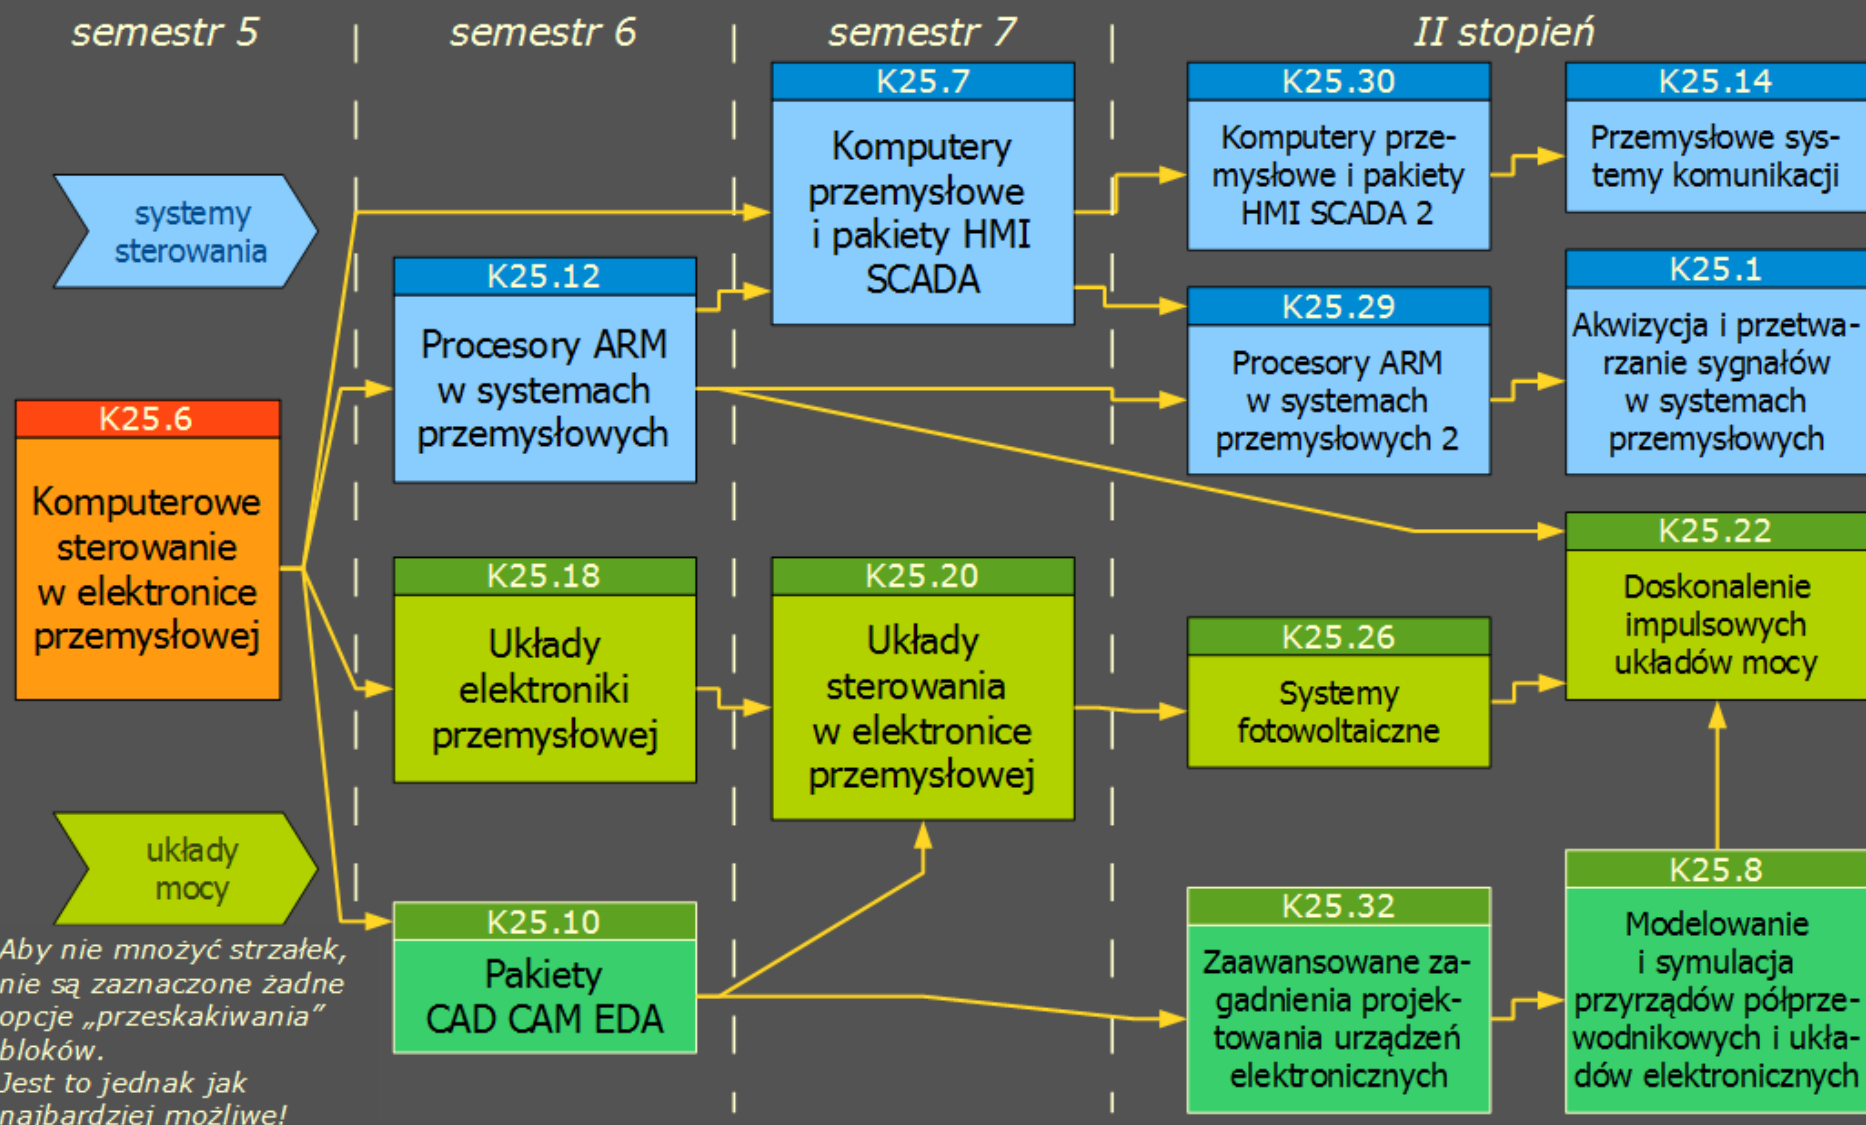 semestr 5
semestr 6
semestr 7
II stopień
systemy
sterowania
K25.6
Komputerowe
sterowanie
w elektronice
przemysłowej
układy
mocy
Aby nie mnożyć strzałek,
nie są zaznaczone żadne
opcje „przeskakiwania”
bloków.
Jest to jednak jak
najbardziej możliwe!
K25.12
Procesory ARM
w systemach
przemysłowych
K25.18
Układy
elektroniki
przemysłowej
K25.10
Pakiety
CAD CAM EDA
K25.7
Komputery
przemysłowe
i pakiety HMI
SCADA
K25.20
Układy
sterowania
w elektronice
przemysłowej
K25.30
Komputery prze-
mysłowe i pakiety
HMI SCADA 2
K25.29
Procesory ARM
w systemach
przemysłowych 2
K25.26
Systemy
fotowoltaiczne
K25.32
Zaawansowane za-
gadnienia projek-
towania urządzeń
elektronicznych
K25.14
Przemysłowe sys-
temy komunikacji
K25.1
Akwizycja i przetwa-
rzanie sygnałów
w systemach
przemysłowych
K25.22
Doskonalenie
impulsowych
układów mocy
K25.8
Modelowanie
i symulacja
przyrządów półprze-
wodnikowych i ukła-
dów elektronicznych